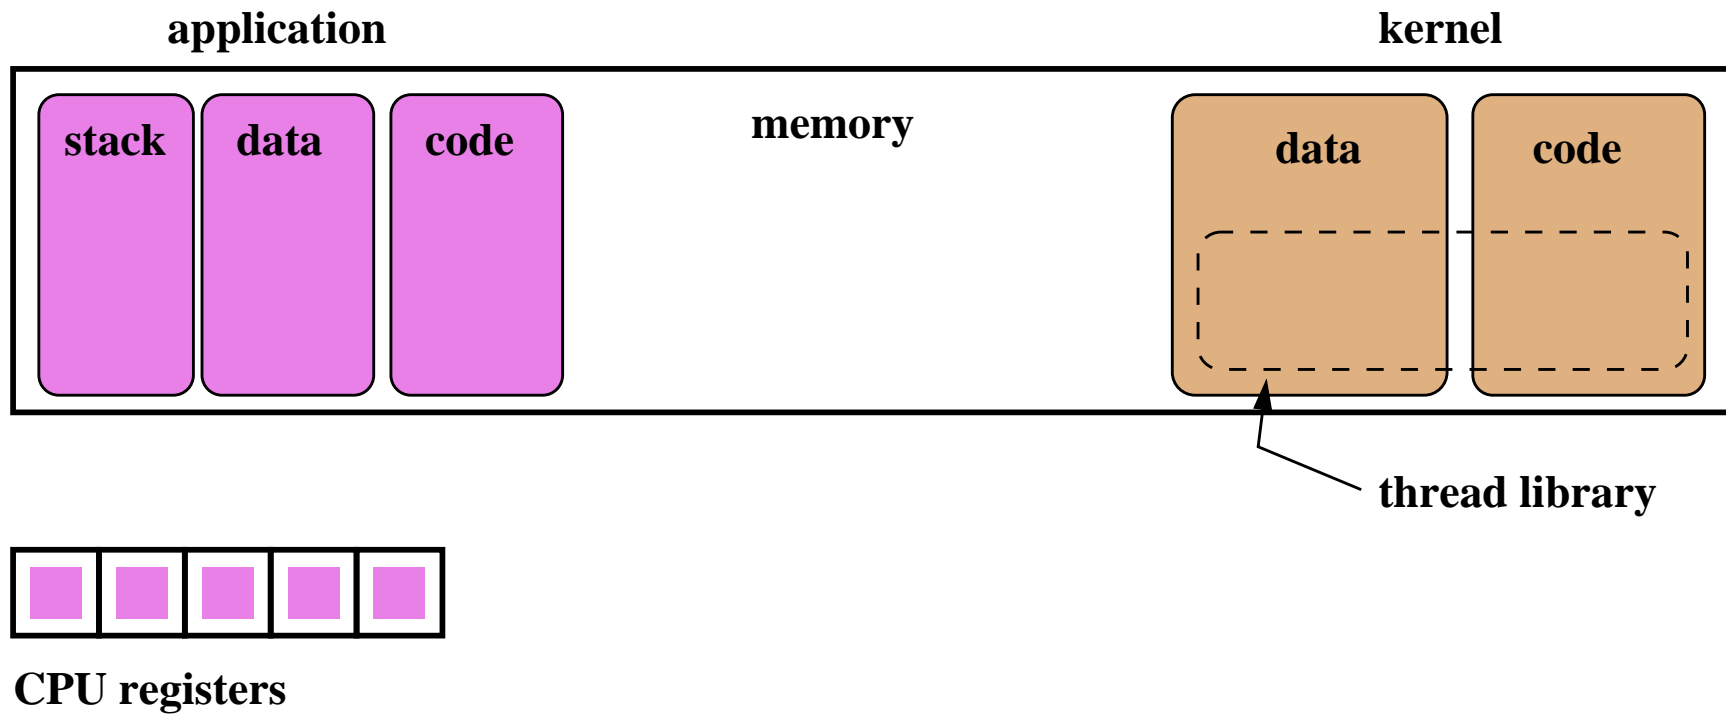 application
kernel
stack
data
code
memory
data
code
thread library
CPU registers